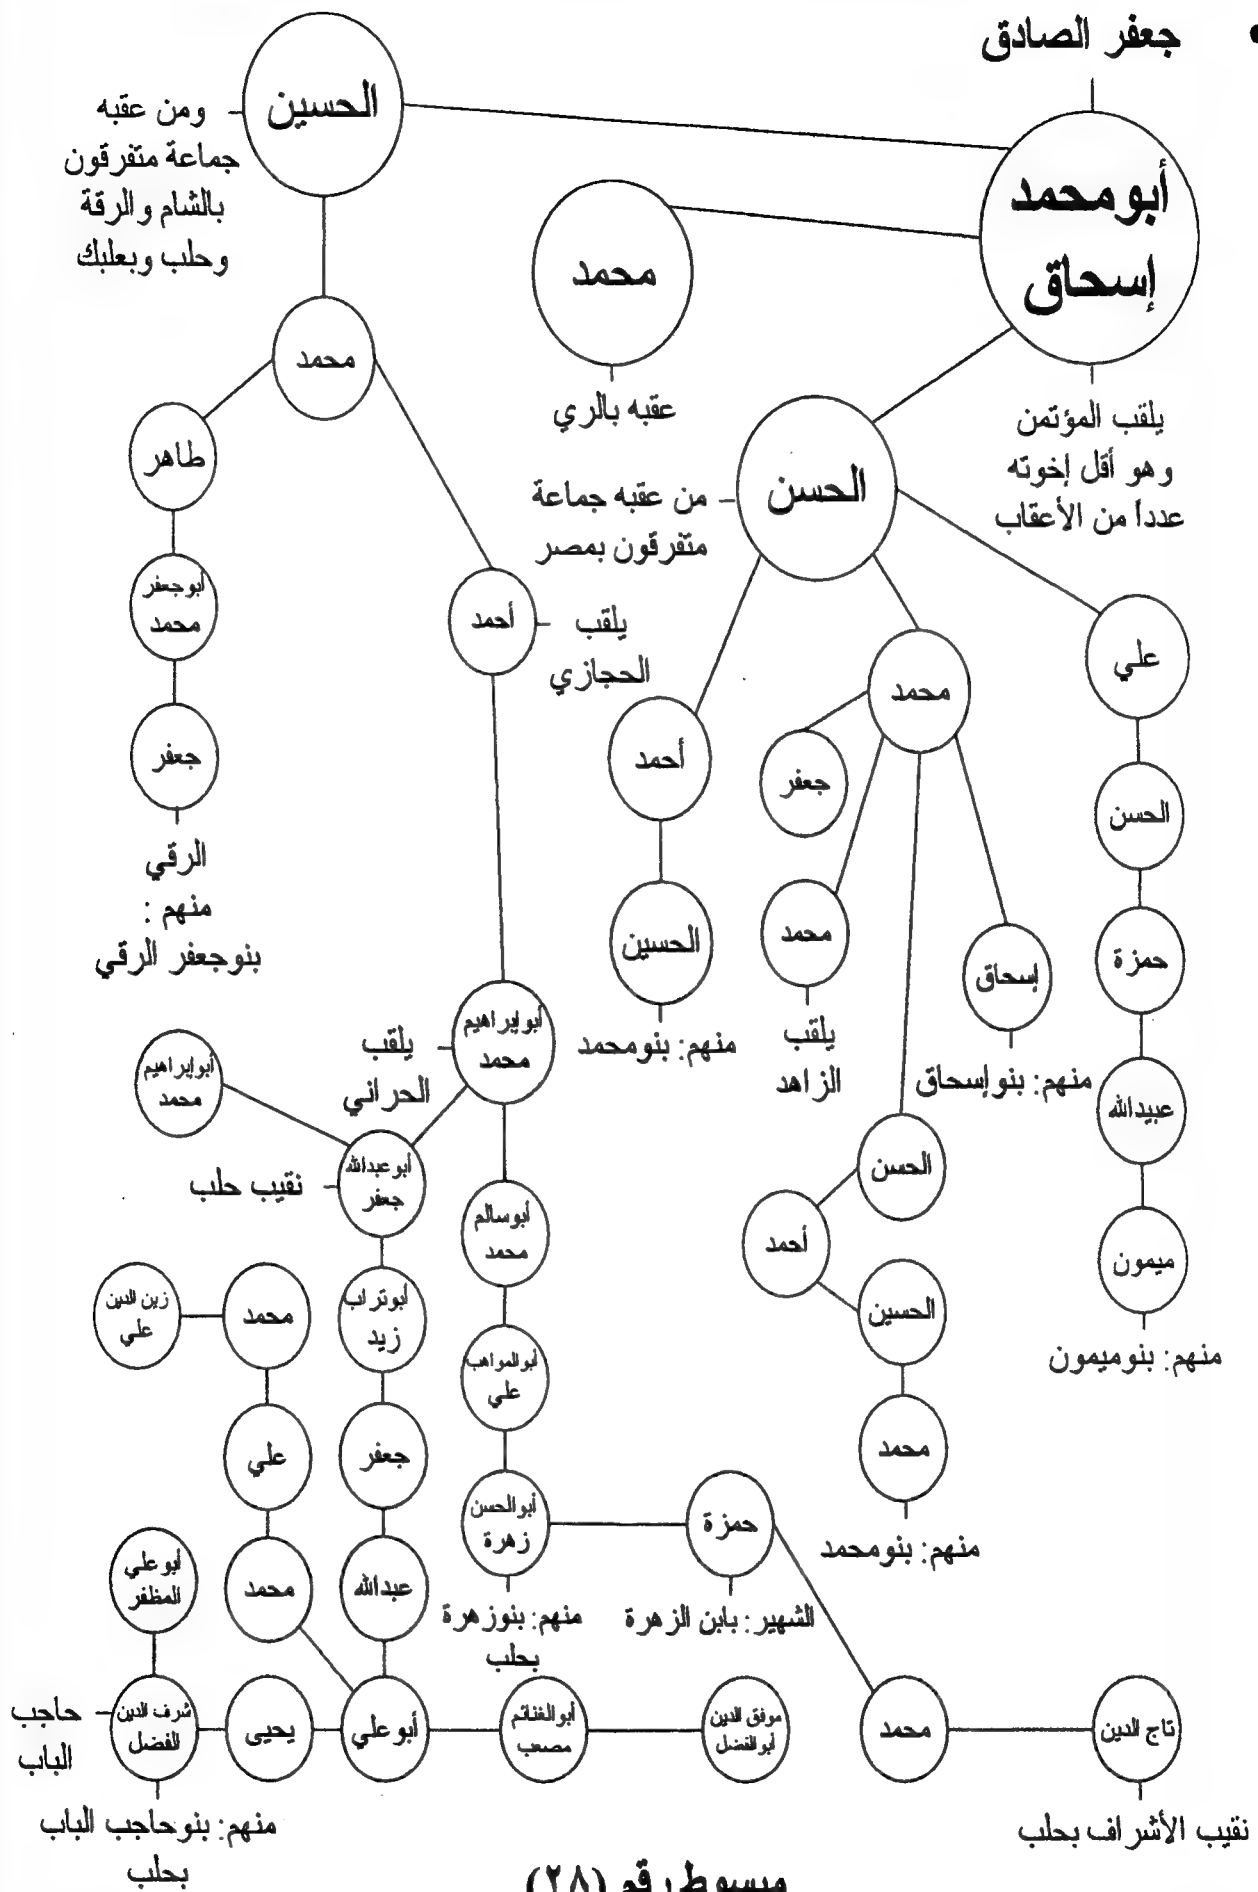 جعفر الصادق
أبو محمد
إسحاق
يلقب المؤتمن
وهو أقل إخوته
عدداً من الأعقاب
الحسين
ومن عقبه
جماعة متفرقون
بالشام والرقة
وحلب وبعلبك
محمد
عقبه بالري
الحسن
من عقبه جماعة
متفرقون بمصر
محمد
طاهر
أبوجعفر
محمد
جعفر
الرقي
منهم :
بنوجعفر الرقي
أحمد
يلقب
الحجازي
علي
الحسن
حمزة
عبيدالله
ميمون
منهم: بنوميمون
محمد
جعفر
محمد
يلقب
الزاهد
إسحاق
منهم: بنوإسحاق
الحسن
أحمد
الحسين
محمد
منهم: بنومحمد
أحمد
الحسين
منهم: بنومحمد
أبوإبراهيم
محمد
يلقب
الحراني
أبوإبراهيم
محمد
أبوعبدالله
جعفر
نقيب حلب
أبوسالم
محمد
أبوالمواهب
علي
أبوالحسن
زهرة
منهم: بنوزهرة
بحلب
حمزة
الشهير: بابن الزهرة
محمد
تاج الدين
نقيب الأشراف بحلب
أبوتراب
زيد
جعفر
عبدالله
أبوعلي
زين الدين
علي
محمد
علي
محمد
أبوعلي
المظفر
شرف الدين
الفضل
حاجب
الباب
منهم: بنوحاجب الباب
بحلب
يحيى
أبوالغنائم
مصعب
موفق الدين
أبوالفضل
مبسوط رقم (٢٨)